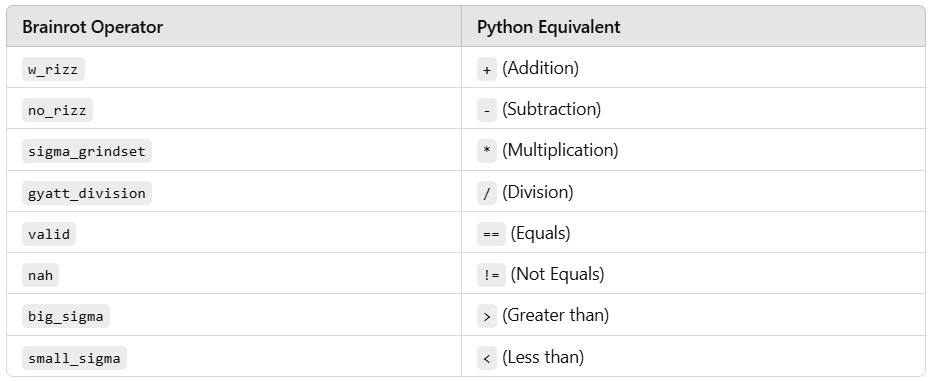 Brainrot Operator Python Equivalent
w_rizz + (Addition)
no_rizz - (Subtraction)
sigma_grindset * (Multiplication)
gyatt_division / (Division)
valid == (Equals)
nah != (Not Equals)
big_sigma > (Greater than)
small_sigma < (Less than)